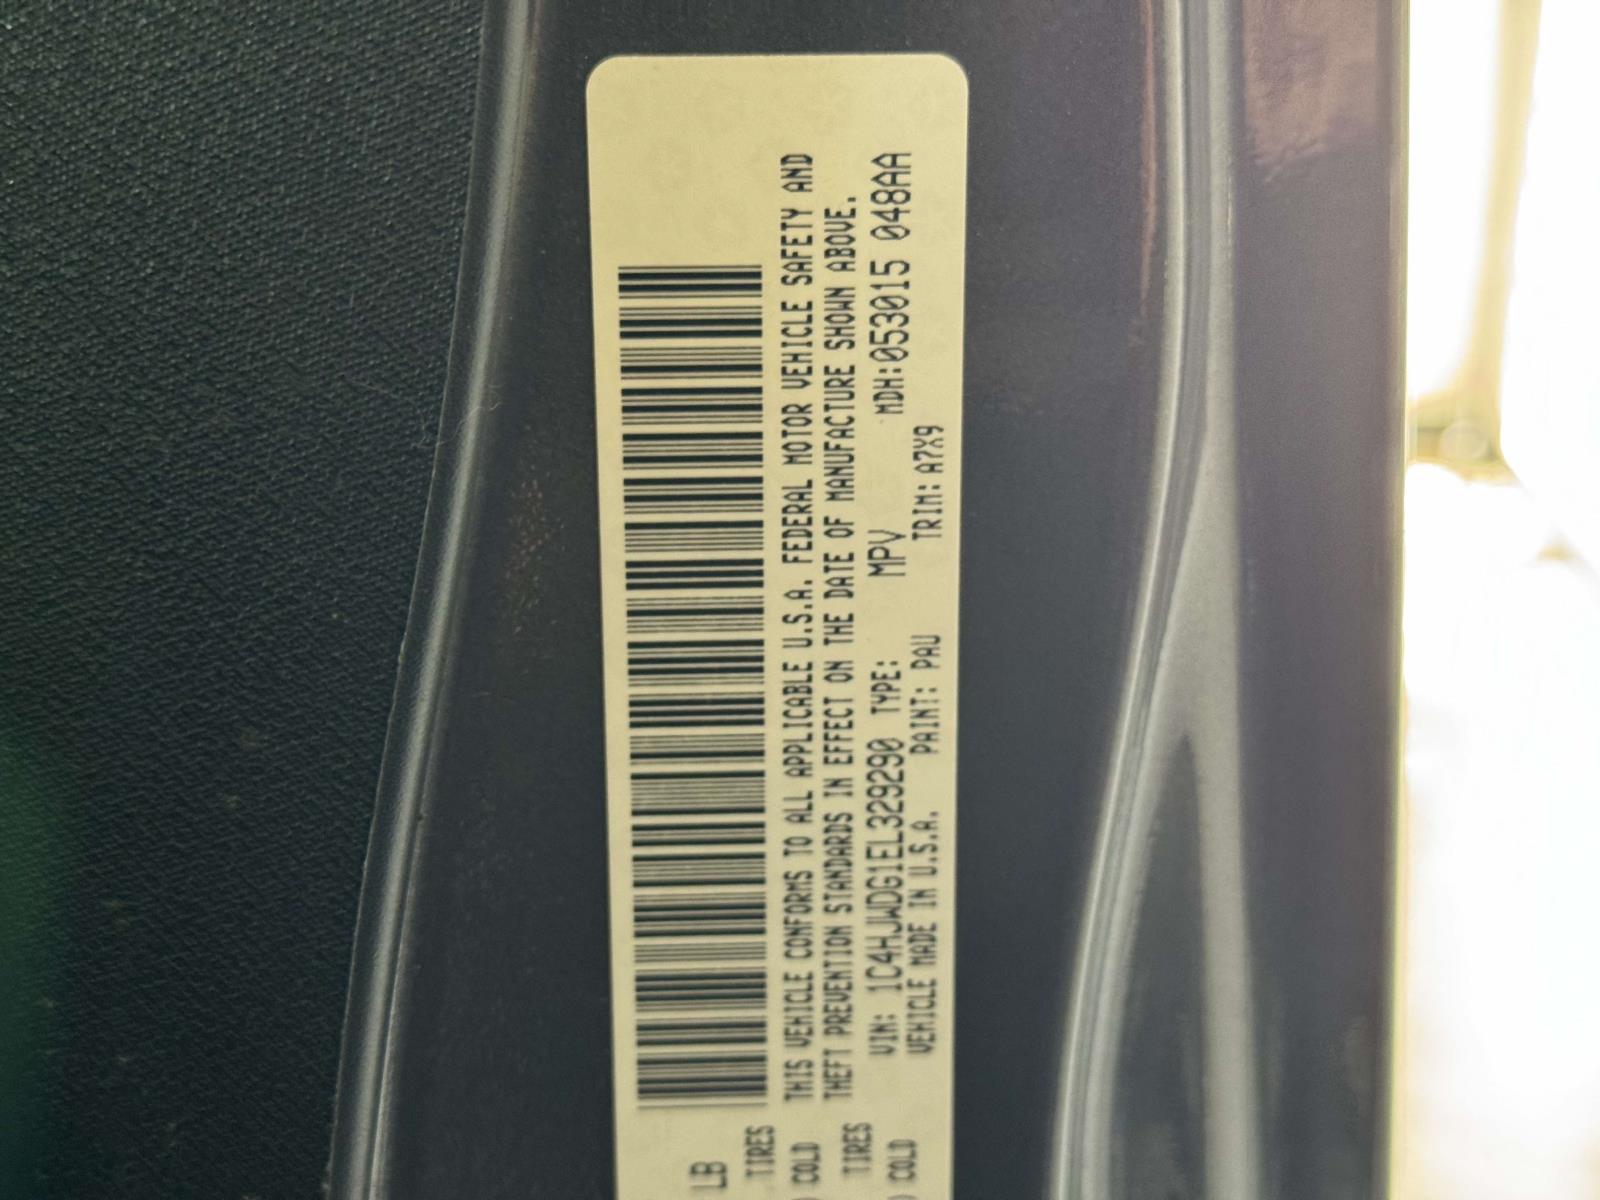 THIS VEHICLE CONFORMS TO ALL APPLICABLE U.S.A. FEDERAL MOTOR VEHICLE SAFETY AND
THEFT PREVENTION STANDARDS IN EFFECT ON THE DATE OF MANUFACTURE SHOWN ABOVE.
VIN: 1C4HJWDG1EL329290 TYPE: MPV MDH:053015 048AA
VEHICLE MADE IN U.S.A. PAINT: PAU TRIM: A7X9
LB
TIRES
COLD
TIRES
COLD